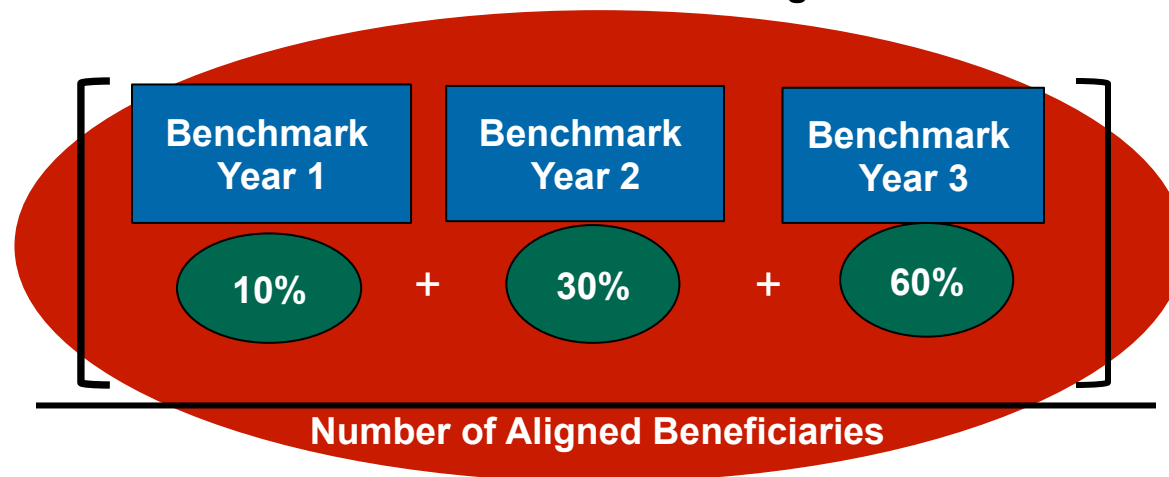 Benchmark Benchmark Benchmark
Year 1 Year 2 Year 3
10% + 30% + 60%
Number of Aligned Beneficiaries